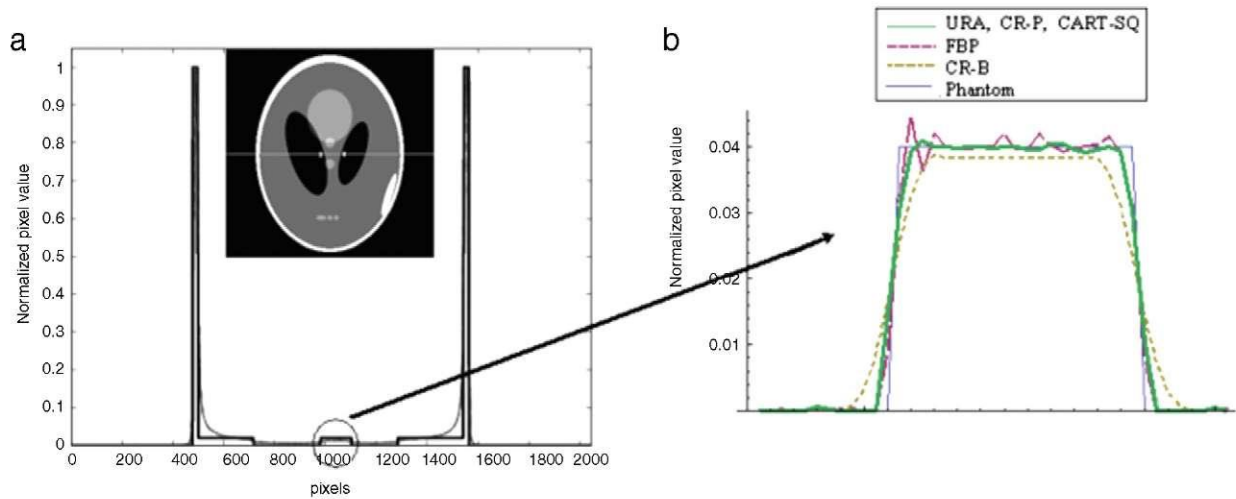 a
Normalized pixel value
1
0.9
0.8
0.7
0.6
0.5
0.4
0.3
0.2
0.1
0
0 200 400 600 800 1000 1200 1400 1600 1800 2000
pixels
b
URA, CR-P, CART-SQ
FBP
CR-B
Phantom
Normalized pixel value
0.04
0.03
0.02
0.01